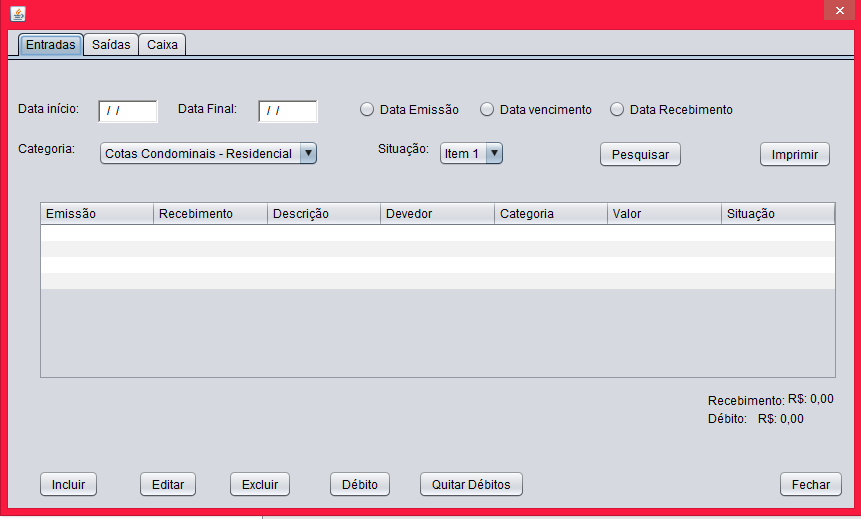 Entradas Saídas Caixa
Data início: / / Data Final: / / Data Emissão Data vencimento Data Recebimento
Categoria: Cotas Condominais - Residencial Situação: Item 1 Pesquisar Imprimir
Emissão Recebimento Descrição Devedor Categoria Valor Situação
Recebimento: R$: 0,00
Débito: R$: 0,00
Incluir Editar Excluir Débito Quitar Débitos Fechar